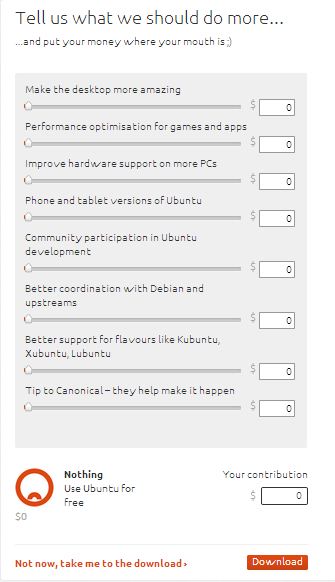 Tell us what we should do more...
...and put your money where your mouth is ;)
Make the desktop more amazing
$ 0
Performance optimisation for games and apps
$ 0
Improve hardware support on more PCs
$ 0
Phone and tablet versions of Ubuntu
$ 0
Community participation in Ubuntu
development
$ 0
Better coordination with Debian and
upstreams
$ 0
Better support for flavours like Kubuntu,
Xubuntu, Lubuntu
$ 0
Tip to Canonical – they help make it happen
$ 0
Nothing
Use Ubuntu for
free
$0
Your contribution
$ 0
Not now, take me to the download ›
Download